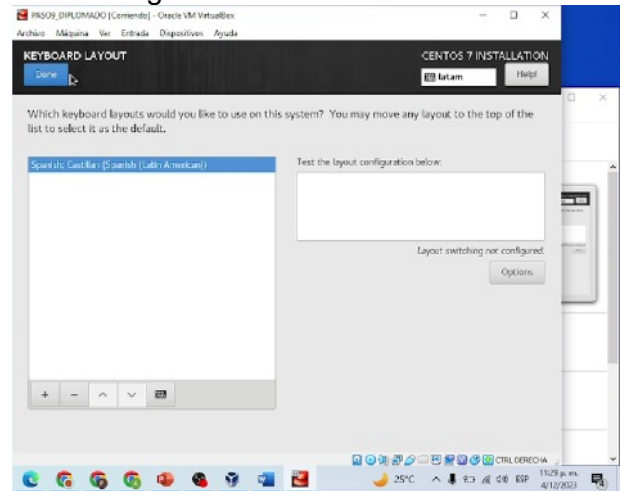 PASO9_DIPLOMADO [Corriendo] - Oracle VM VirtualBox
Archivo Máquina Ver Entrada Dispositivos Ayuda
KEYBOARD LAYOUT
CENTOS 7 INSTALLATION
Done
latam
Help!
Which keyboard layouts would you like to use on this system? You may move any layout to the top of the
list to select it as the default.
Spanish; Castilian (Spanish (Latin American))
Test the layout configuration below:
Layout switching not configured.
Options
CTRL DERECHA
25°C
ESP
11:29 p. m.
4/12/2023